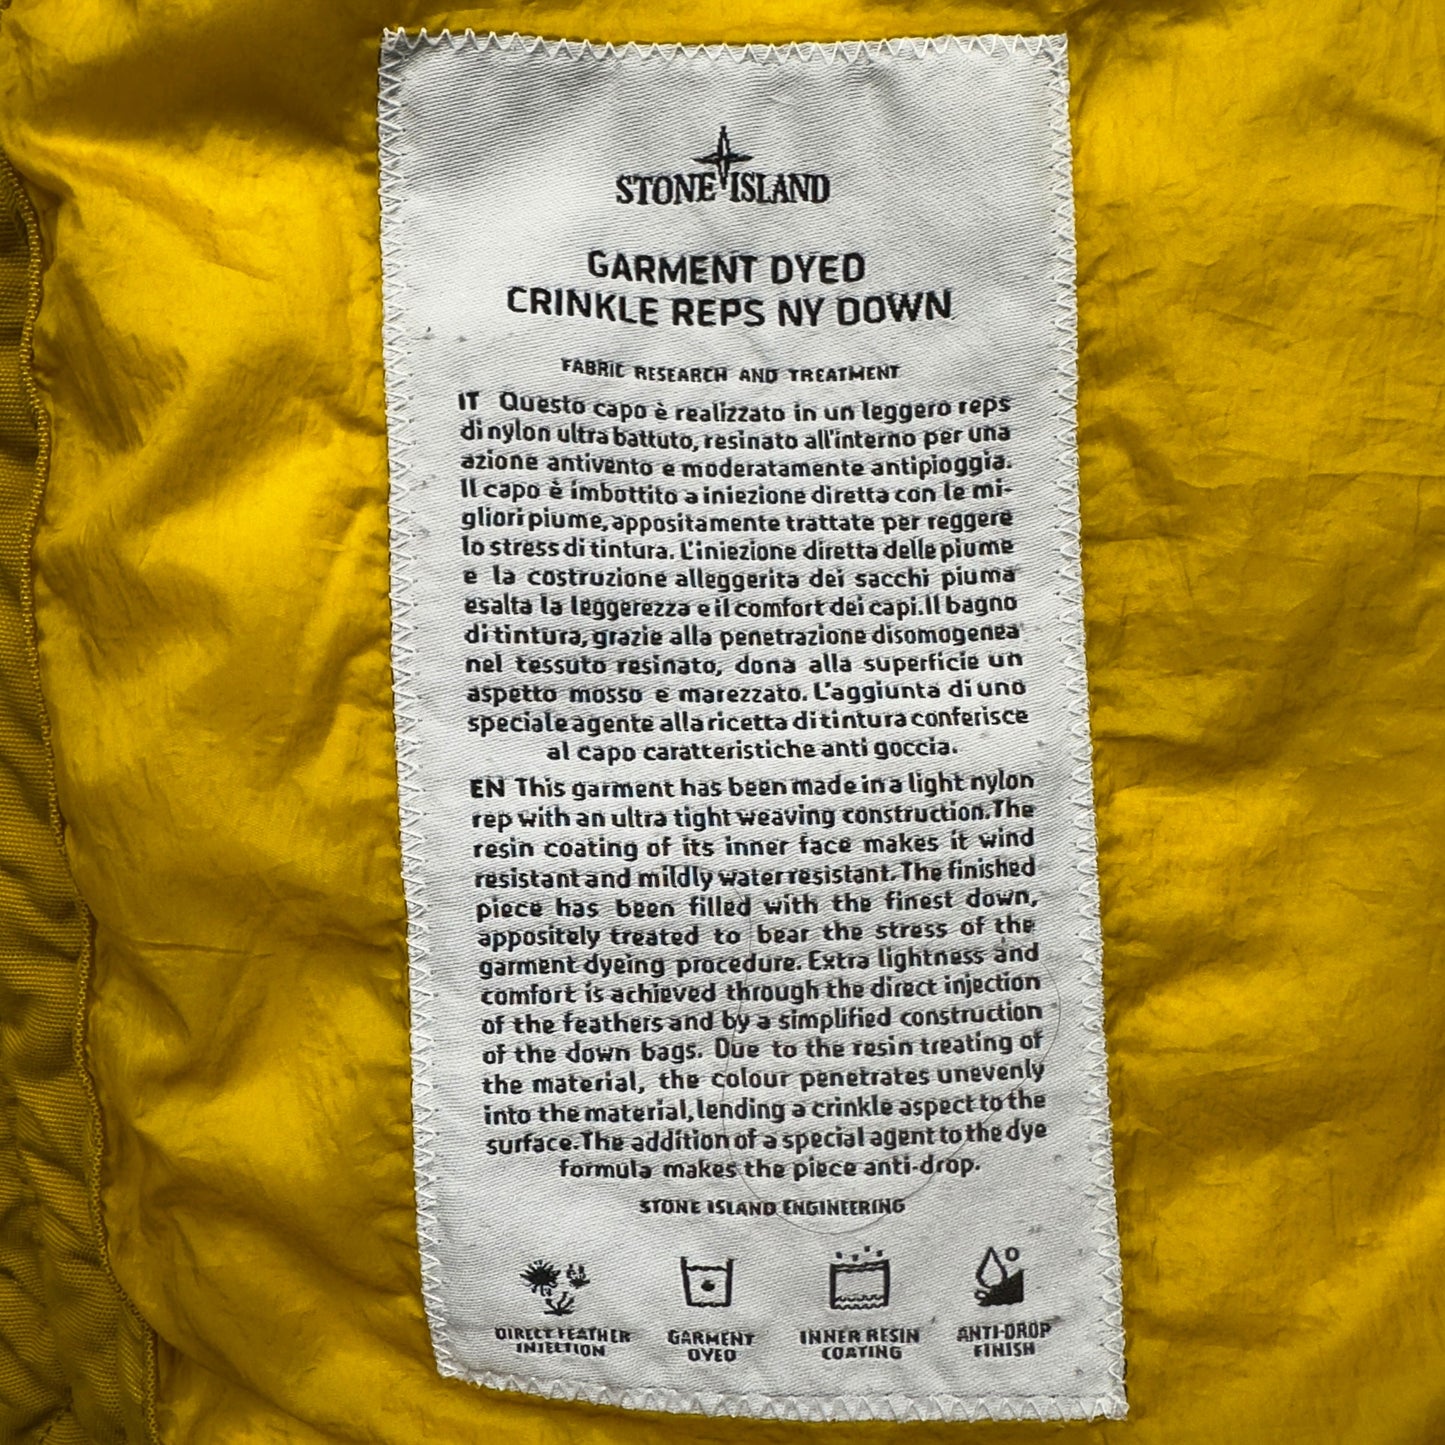 STONE ISLAND
GARMENT DYED
CRINKLE REPS NY DOWN
FABRIC RESEARCH AND TREATMENT
IT Questo capo è realizzato in un leggero reps
di nylon ultra battuto, resinato all'interno per una
azione antivento e moderatamente antipioggia.
Il capo è imbottito a iniezione diretta con le mi-
gliori piume, appositamente trattate per reggere
lo stress di tintura. L'iniezione diretta delle piume
e la costruzione alleggerita dei sacchi piuma
esalta la leggerezza e il comfort dei capi. Il bagno
di tintura, grazie alla penetrazione disomogenea
nel tessuto resinato, dona alla superficie un
aspetto mosso e marezzato. L'aggiunta di uno
speciale agente alla ricetta di tintura conferisce
al capo caratteristiche anti goccia.
EN This garment has been made in a light nylon
rep with an ultra tight weaving construction. The
resin coating of its inner face makes it wind
resistant and mildly water resistant. The finished
piece has been filled with the finest down,
appositely treated to bear the stress of the
garment dyeing procedure. Extra lightness and
comfort is achieved through the direct injection
of the feathers and by a simplified construction
of the down bags. Due to the resin treating of
the material, the colour penetrates unevenly
into the material, lending a crinkle aspect to the
surface. The addition of a special agent to the dye
formula makes the piece anti-drop.
STONE ISLAND ENGINEERING
DIRECT FEATHER GARMENT INNER RESIN ANTI-DROP
INJECTION DYED COATING FINISH